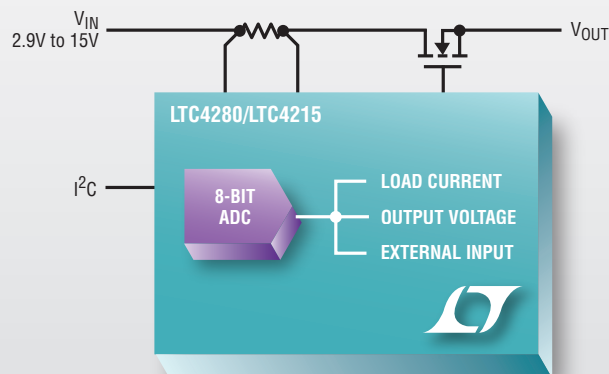 VIN
2.9V to 15V
VOUT
LTC4280/LTC4215
I2C
8-BIT
ADC
LOAD CURRENT
OUTPUT VOLTAGE
EXTERNAL INPUT